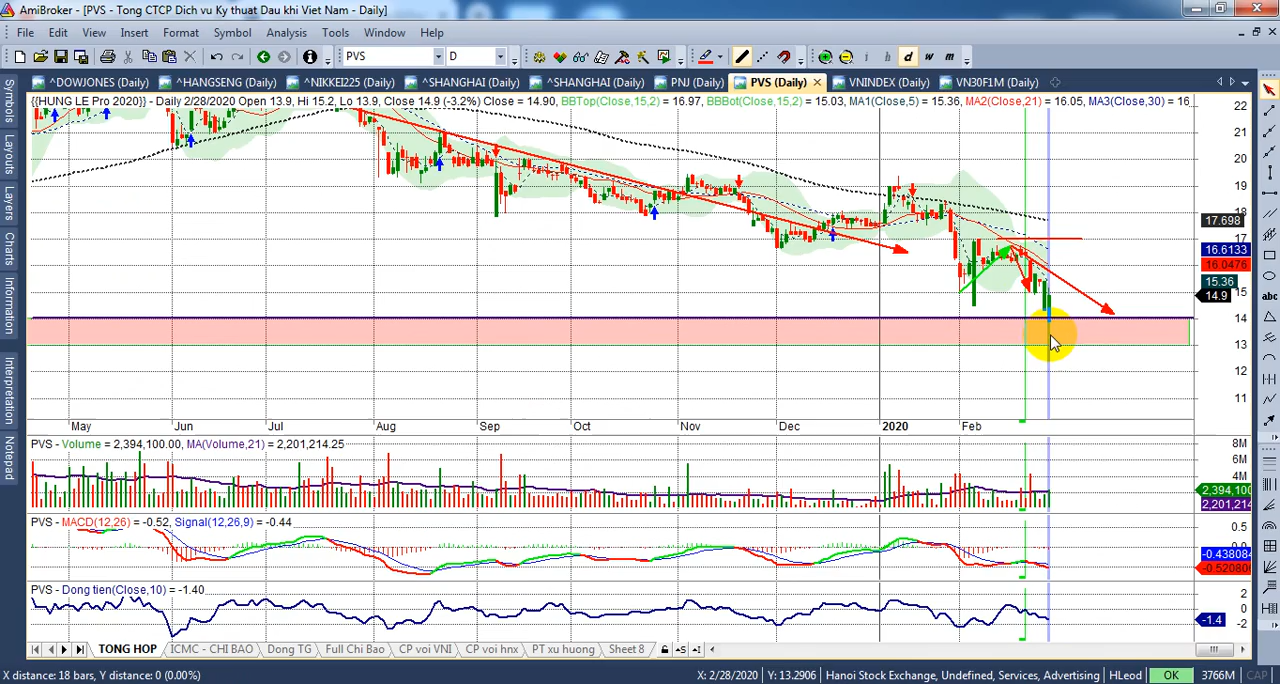 AmiBroker - [PVS - Tong CTCP Dich vu Ky thuat Dau khi Viet Nam - Daily]
File Edit View Insert Format Symbol Analysis Tools Window Help
PVS D i h d w m
^DOWJONES (Daily) ^HANGSENG (Daily) ^NIKKEI225 (Daily) ^SHANGHAI (Daily) ^SHANGHAI (Daily) PNJ (Daily) PVS (Daily) VNINDEX (Daily) VN30F1M (Daily)
{{HUNG LE Pro 2020}} - Daily 2/28/2020 Open 13.9, Hi 15.2, Lo 13.9, Close 14.9 (-3.2%) Close = 14.90, BBTop(Close,15,2) = 16.97, BBBot(Close,15,2) = 15.03, MA1(Close,5) = 15.36, MA2(Close,21) = 16.05, MA3(Close,30) = 16,
22
21
20
19
18
17.698
17
16.6133
16.0476
15.36
15
14.9
14
13
12
11
May Jun Jul Aug Sep Oct Nov Dec 2020 Feb
PVS - Volume = 2,394,100.00, MA(Volume,21) = 2,201,214.25
8M
6M
4M
2,394,100
2,201,214
PVS - MACD(12,26) = -0.52, Signal(12,26,9) = -0.44
0.5
0.0
-0.438084
-0.520806
PVS - Dong tien(Close,10) = -1.40
2
0
-1.4
-2
TONG HOP ICMC - CHI BAO Dong TG Full Chi Bao CP voi VNI CP voi hnx PT xu huong Sheet 8
X distance: 18 bars, Y distance: 0 (0.00%) X: 2/28/2020 Y: 13.2906 Hanoi Stock Exchange, Undefined, Services, Advertising HLeod OK 3766M CAP
Symbols
Layouts
Layers
Charts
Information
Interpretation
Notepad
abc